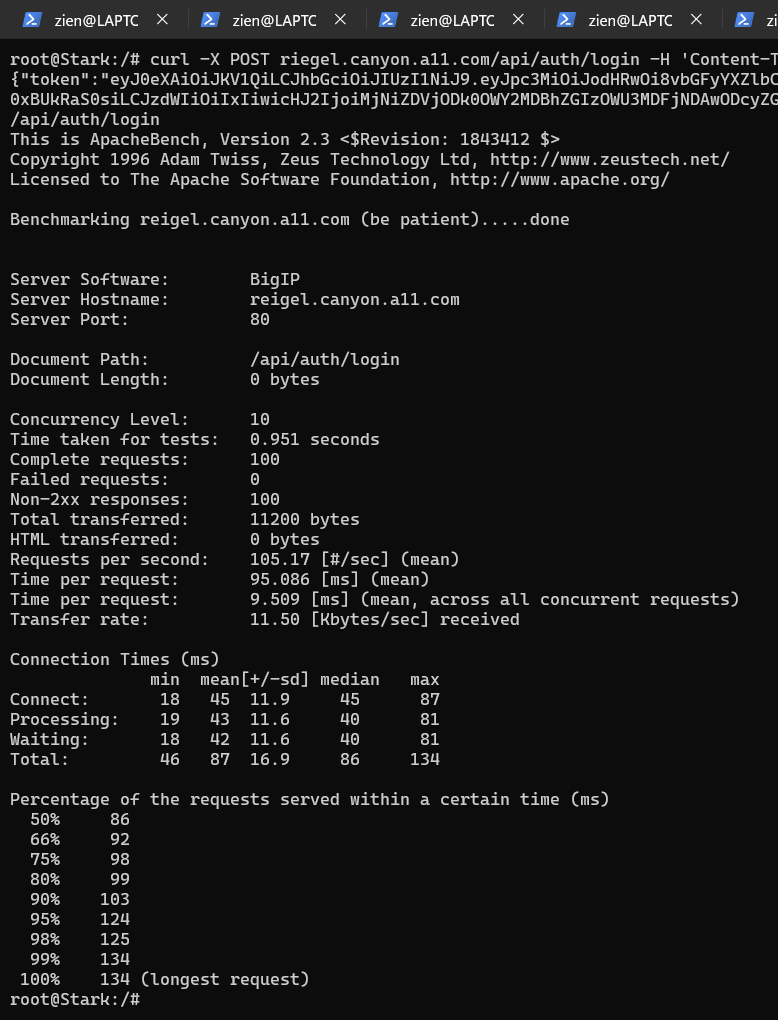 zien@LAPTC zien@LAPTC zien@LAPTC zien@LAPTC zi
root@Stark:/# curl -X POST riegel.canyon.a11.com/api/auth/login -H 'Content-T
{"token":"eyJ0eXAiOiJKV1QiLCJhbGciOiJIUzI1NiJ9.eyJpc3MiOiJodHRwOi8vbGFyYXZlbC
0xBUkRaS0siLCJzdWIiOiIxIiwicHJ2IjoiMjNiZDVjODk0OWY2MDBhZGIzOWU3MDFjNDAwODcyZG
/api/auth/login
This is ApacheBench, Version 2.3 <$Revision: 1843412 $>
Copyright 1996 Adam Twiss, Zeus Technology Ltd, http://www.zeustech.net/
Licensed to The Apache Software Foundation, http://www.apache.org/
Benchmarking reigel.canyon.a11.com (be patient).....done
Server Software: BigIP
Server Hostname: reigel.canyon.a11.com
Server Port: 80
Document Path: /api/auth/login
Document Length: 0 bytes
Concurrency Level: 10
Time taken for tests: 0.951 seconds
Complete requests: 100
Failed requests: 0
Non-2xx responses: 100
Total transferred: 11200 bytes
HTML transferred: 0 bytes
Requests per second: 105.17 [#/sec] (mean)
Time per request: 95.086 [ms] (mean)
Time per request: 9.509 [ms] (mean, across all concurrent requests)
Transfer rate: 11.50 [Kbytes/sec] received
Connection Times (ms)
min mean[+/-sd] median max
Connect: 18 45 11.9 45 87
Processing: 19 43 11.6 40 81
Waiting: 18 42 11.6 40 81
Total: 46 87 16.9 86 134
Percentage of the requests served within a certain time (ms)
50% 86
66% 92
75% 98
80% 99
90% 103
95% 124
98% 125
99% 134
100% 134 (longest request)
root@Stark:/#